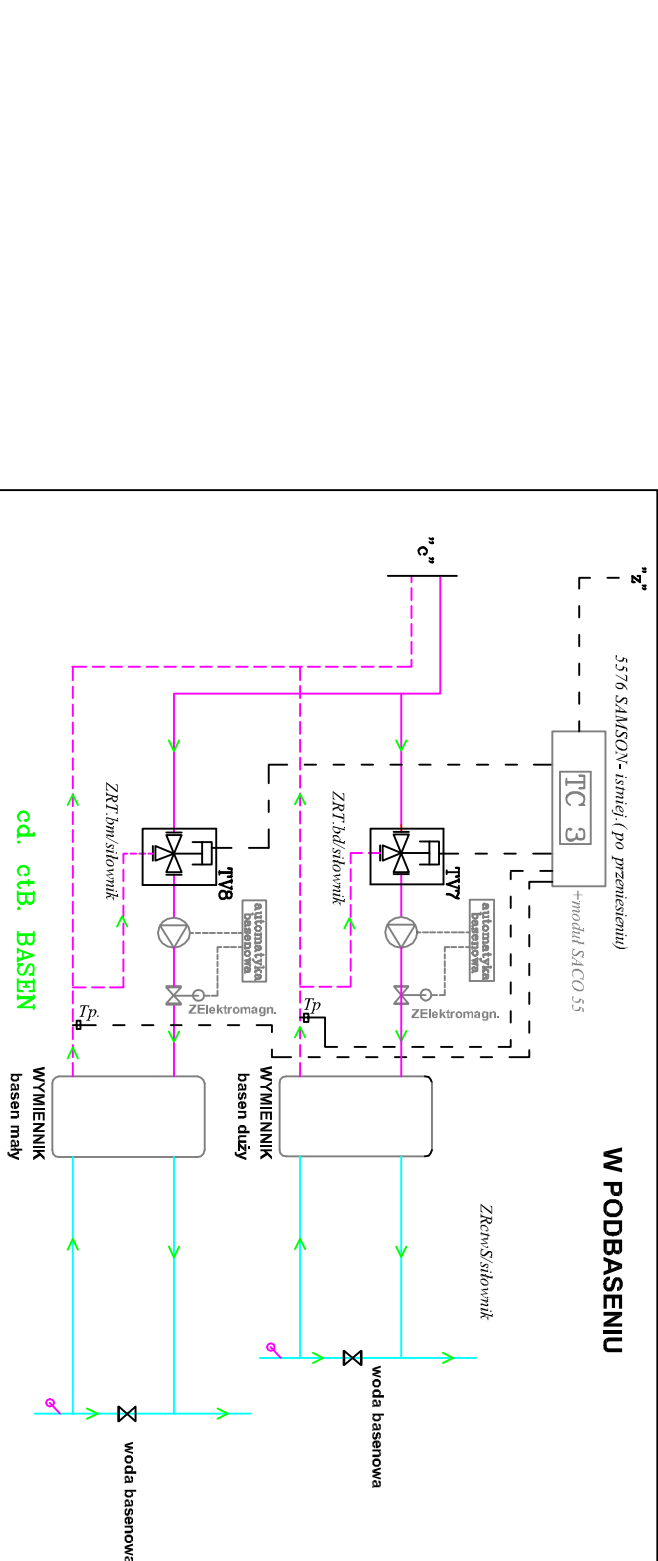 "z"
5576 SAMSON- istniej.( po przeniesieniu)
TC 3
+moduł SACO 55
W PODBASENIU
"c"
TV7
ZRT.bd/siłownik
automatyka
basenowa
ZElektromagn.
Tp
WYMIENNIK
basen duży
ZRctwS/siłownik
woda basenowa
TV8
ZRT.bm/siłownik
automatyka
basenowa
ZElektromagn.
Tp.
WYMIENNIK
basen mały
woda basenowa
cd. ctB. BASEN